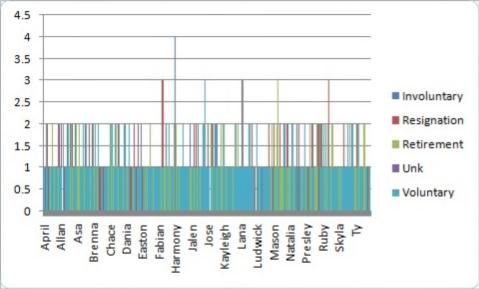 4.5
4
3.5
3
2.5
2
1.5
1
0.5
0
April
Allan
Asa
Brenna
Chace
Dania
Easton
Fabian
Harmony
Jalen
Jose
Kayleigh
Lana
Ludwick
Mason
Natalia
Presley
Ruby
Skyla
Ty
Involuntary
Resignation
Retirement
Unk
Voluntary